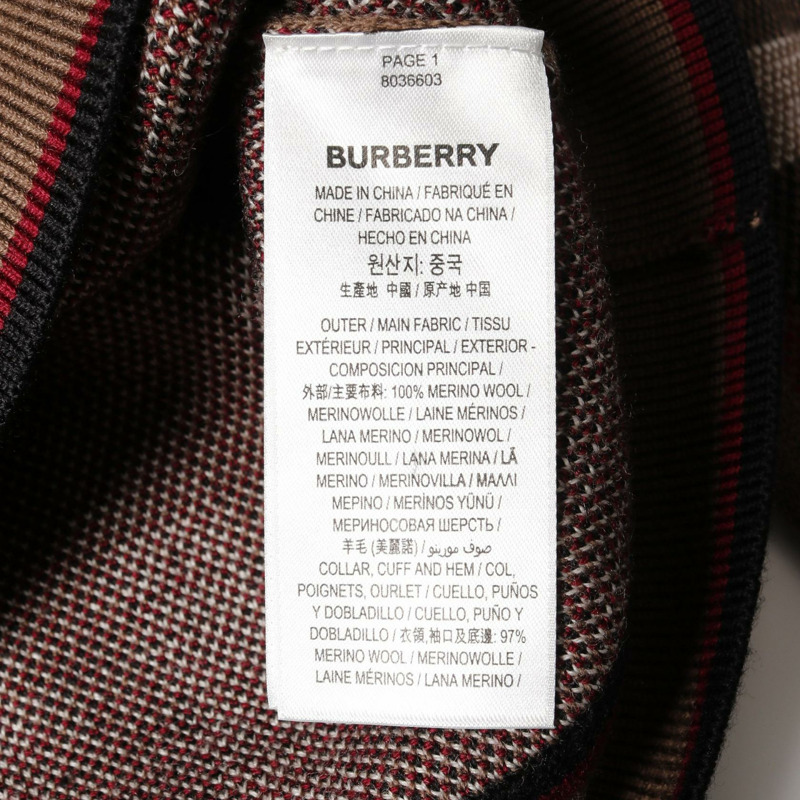 PAGE 1
8036603
BURBERRY
MADE IN CHINA / FABRIQUÉ EN
CHINE / FABRICADO NA CHINA /
HECHO EN CHINA
원산지: 중국
生產地 中國 / 原产地 中国
OUTER / MAIN FABRIC / TISSU
EXTÉRIEUR / PRINCIPAL / EXTERIOR -
COMPOSICION PRINCIPAL /
外部/主要布料: 100% MERINO WOOL /
MERINOWOLLE / LAINE MÉRINOS /
LANA MERINO / MERINOWOL /
MERINOULL / LANA MERINA / LÃ
MERINO / MERINOVILLA / ΜΑΛΛΙ
ΜΕΡΙΝΟ / MERİNOS YÜNÜ /
МЕРИНОСОВАЯ ШЕРСТЬ /
羊毛 (美麗諾) / صوف مورينو
COLLAR, CUFF AND HEM / COL,
POIGNETS, OURLET / CUELLO, PUÑOS
Y DOBLADILLO / CUELLO, PUÑO Y
DOBLADILLO / 衣領,袖口及底邊: 97%
MERINO WOOL / MERINOWOLLE /
LAINE MÉRINOS / LANA MERINO /